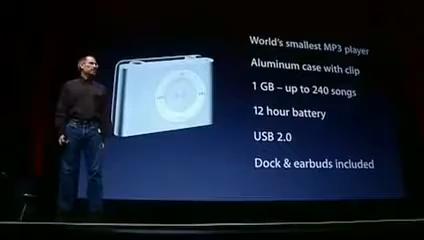 World's smallest MP3 player
Aluminum case with clip
1 GB – up to 240 songs
12 hour battery
USB 2.0
Dock & earbuds included